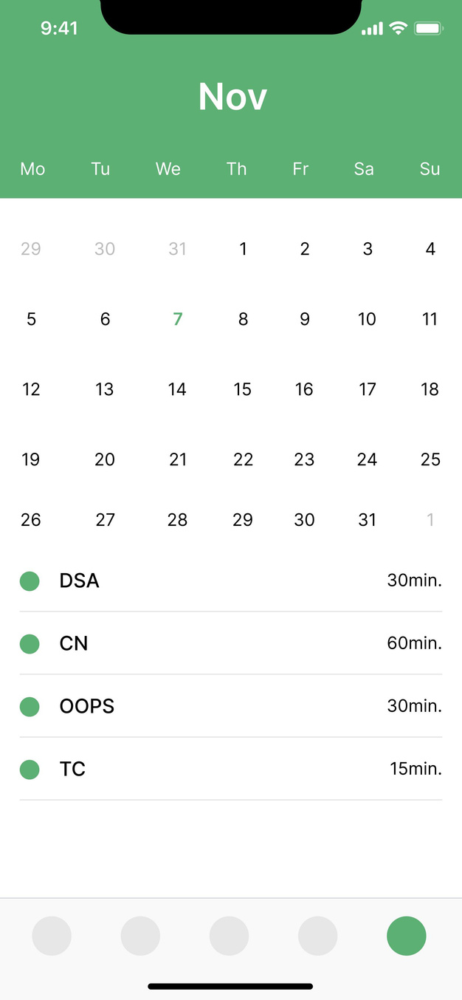 9:41
Nov
Mo Tu We Th Fr Sa Su
29 30 31 1 2 3 4
5 6 7 8 9 10 11
12 13 14 15 16 17 18
19 20 21 22 23 24 25
26 27 28 29 30 31 1
DSA 30min.
CN 60min.
OOPS 30min.
TC 15min.